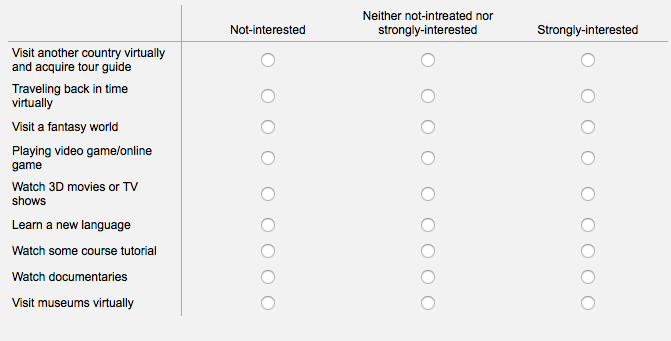 Not-interested
Neither not-intreated nor
strongly-interested
Strongly-interested
Visit another country virtually
and acquire tour guide
Traveling back in time
virtually
Visit a fantasy world
Playing video game/online
game
Watch 3D movies or TV
shows
Learn a new language
Watch some course tutorial
Watch documentaries
Visit museums virtually